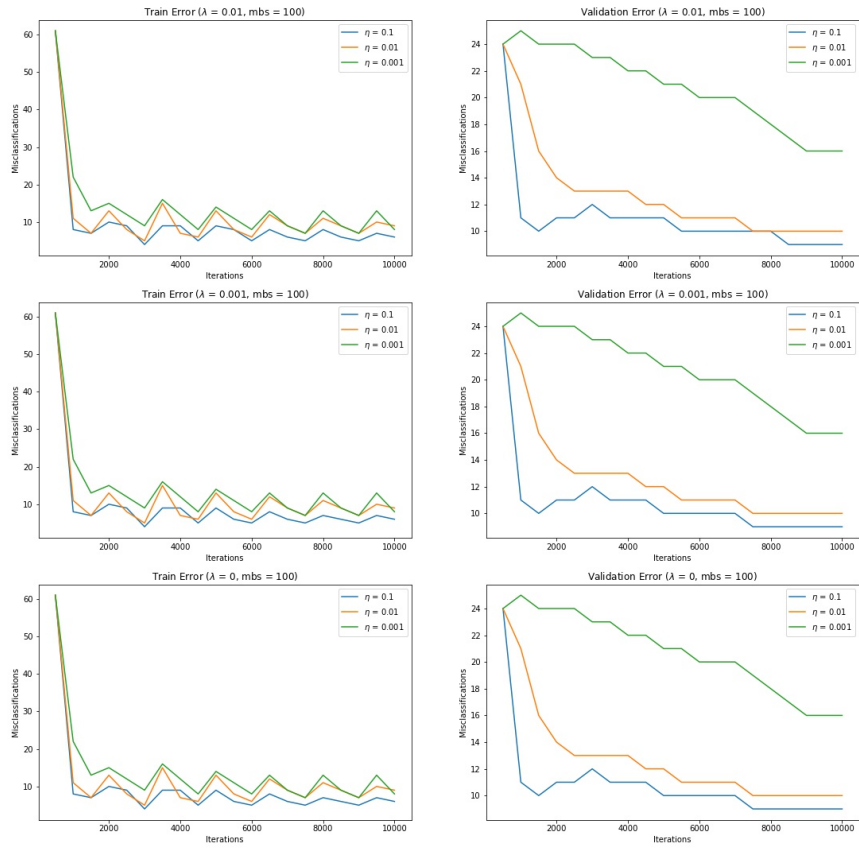 Train Error (λ = 0.01, mbs = 100)
60
50
40
30
20
10
Misclassifications
2000 4000 6000 8000 10000
Iterations
η = 0.1
η = 0.01
η = 0.001
Validation Error (λ = 0.01, mbs = 100)
24
22
20
18
16
14
12
10
Misclassifications
2000 4000 6000 8000 10000
Iterations
η = 0.1
η = 0.01
η = 0.001
Train Error (λ = 0.001, mbs = 100)
60
50
40
30
20
10
Misclassifications
2000 4000 6000 8000 10000
Iterations
η = 0.1
η = 0.01
η = 0.001
Validation Error (λ = 0.001, mbs = 100)
24
22
20
18
16
14
12
10
Misclassifications
2000 4000 6000 8000 10000
Iterations
η = 0.1
η = 0.01
η = 0.001
Train Error (λ = 0, mbs = 100)
60
50
40
30
20
10
Misclassifications
2000 4000 6000 8000 10000
Iterations
η = 0.1
η = 0.01
η = 0.001
Validation Error (λ = 0, mbs = 100)
24
22
20
18
16
14
12
10
Misclassifications
2000 4000 6000 8000 10000
Iterations
η = 0.1
η = 0.01
η = 0.001